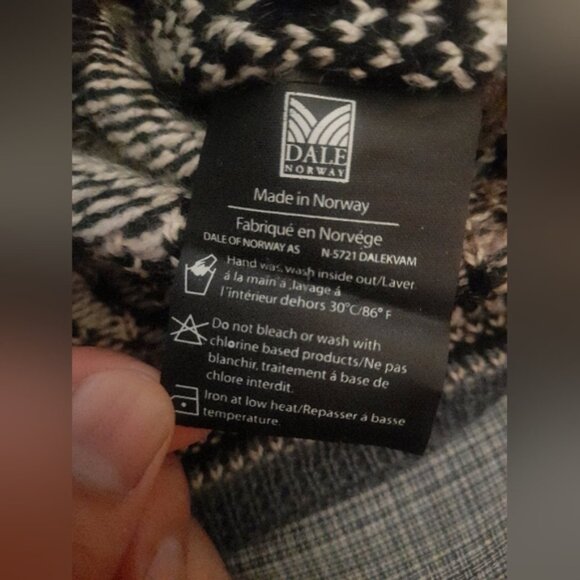 DALE
NORWAY
Made in Norway
Fabriqué en Norvége
DALE OF NORWAY AS N-5721 DALEKVAM
Hand was, wash inside out/Laver
á la main à ,lavage á
l'intérieur dehors 30°C/86° F
Do not bleach or wash with
chlorine based products/Ne pas
blanchir, traitement á base de
chlore interdit.
Iron at low heat/Repasser á basse
temperature.